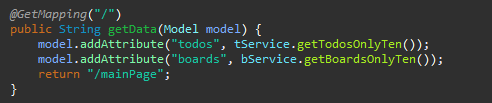 @GetMapping("/")
public String getData(Model model) {
    model.addAttribute("todos", tService.getTodosOnlyTen());
    model.addAttribute("boards", bService.getBoardsOnlyTen());
    return "/mainPage";
}